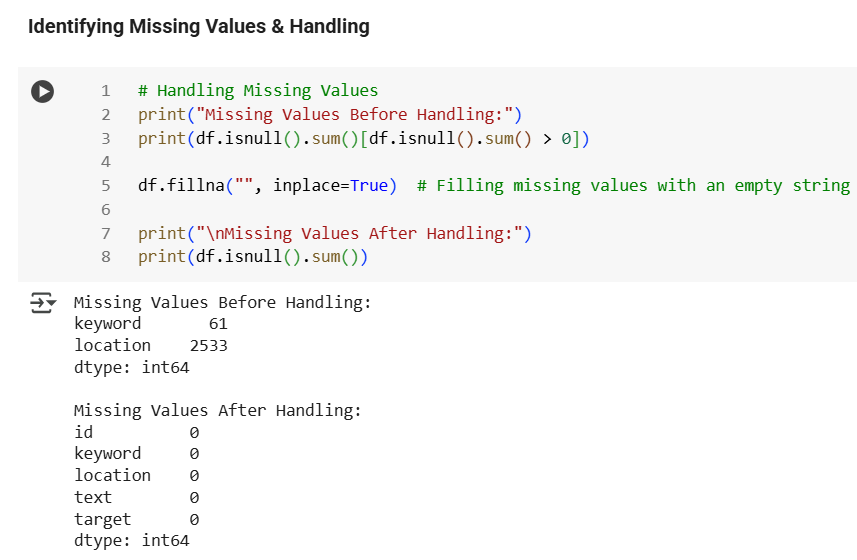 Identifying Missing Values & Handling
1 # Handling Missing Values
2 print("Missing Values Before Handling:")
3 print(df.isnull().sum()[df.isnull().sum() > 0])
4
5 df.fillna("", inplace=True)  # Filling missing values with an empty string
6
7 print("\nMissing Values After Handling:")
8 print(df.isnull().sum())
Missing Values Before Handling:
keyword       61
location    2533
dtype: int64
Missing Values After Handling:
id          0
keyword     0
location    0
text        0
target      0
dtype: int64